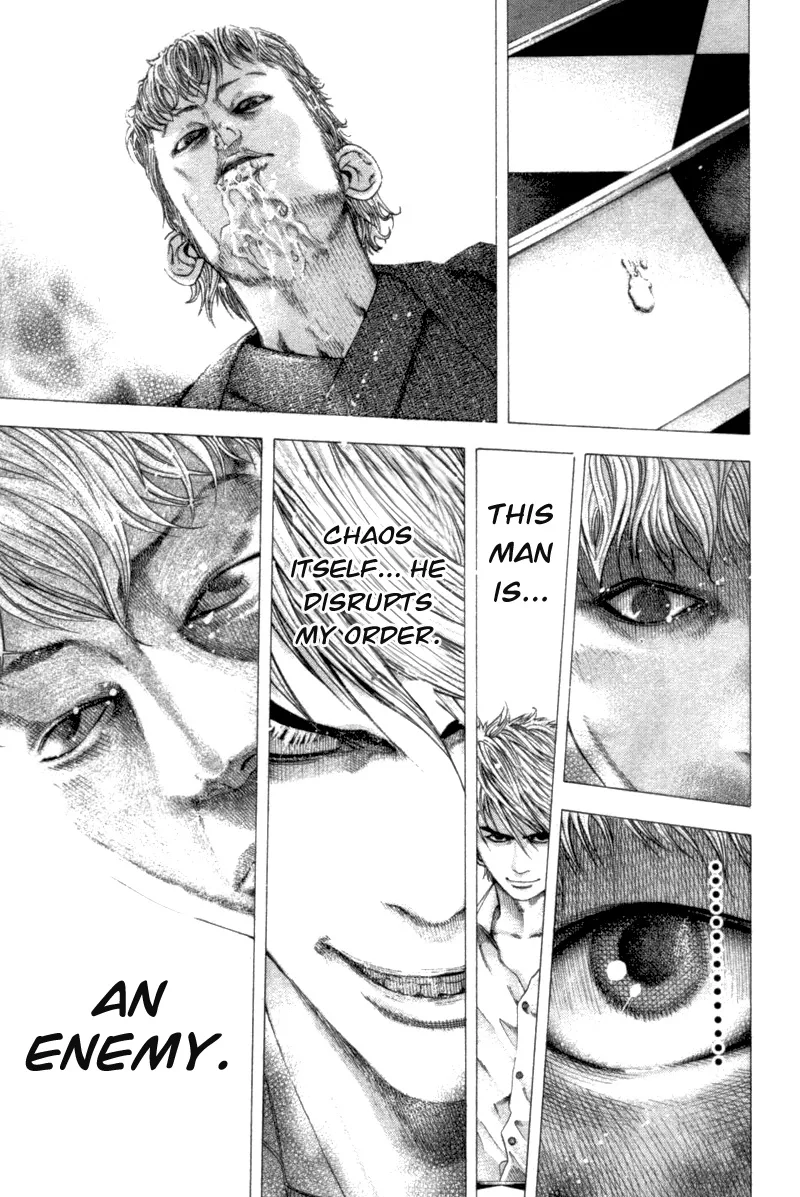 THIS
MAN
IS...
CHAOS
ITSELF... HE
DISRUPTS
MY ORDER.
AN
ENEMY.